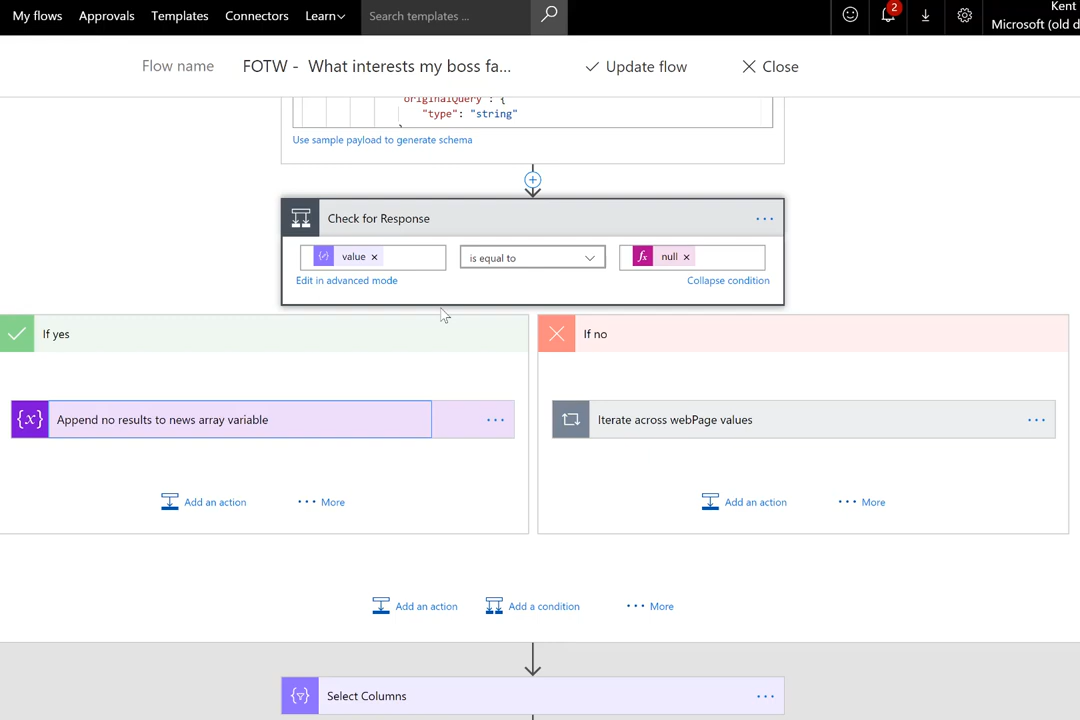 My flows Approvals Templates Connectors Learn Search templates ... 2 Kent
Microsoft (old d
Flow name FOTW - What interests my boss fa... Update flow Close
"originalQuery": {
"type": "string"
Use sample payload to generate schema
Check for Response ...
value × is equal to fx null ×
Edit in advanced mode Collapse condition
If yes If no
{x} Append no results to news array variable ... Iterate across webPage values ...
Add an action ... More Add an action ... More
Add an action Add a condition ... More
Select Columns ...